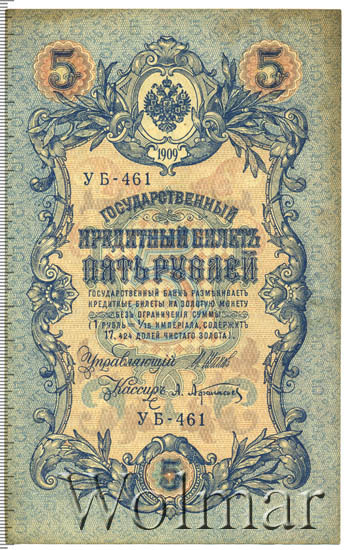 5 5
1909
УБ-461
ГОСУДАРСТВЕННЫЙ
КРЕДИТНЫЙ БИЛЕТЪ
ПЯТЬ РУБЛЕЙ
ГОСУДАРСТВЕННЫЙ БАНКЪ РАЗМѢНИВАЕТЪ
КРЕДИТНЫЕ БИЛЕТЫ НА ЗОЛОТУЮ МОНЕТУ
БЕЗЪ ОГРАНИЧЕНІЯ СУММЫ
(1 РУБЛЬ = 1/15 ИМПЕРІАЛА, СОДЕРЖИТЪ
17,424 ДОЛЕЙ ЧИСТАГО ЗОЛОТА).
Управляющій
Кассиръ
УБ-461
5
Wolmar